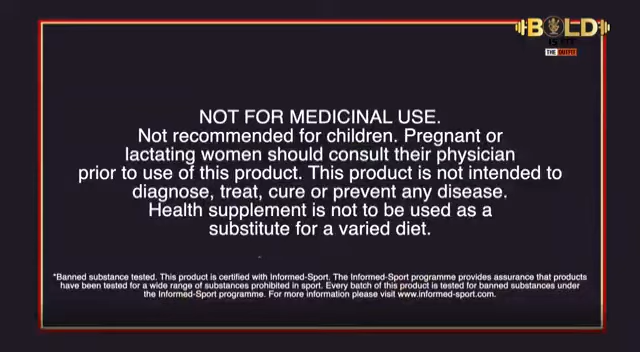 BOLD
THE OUTFIT
NOT FOR MEDICINAL USE.
Not recommended for children. Pregnant or
lactating women should consult their physician
prior to use of this product. This product is not intended to
diagnose, treat, cure or prevent any disease.
Health supplement is not to be used as a
substitute for a varied diet.
*Banned substance tested. This product is certified with Informed-Sport. The Informed-Sport programme provides assurance that products
have been tested for a wide range of substances prohibited in sport. Every batch of this product is tested for banned substances under
the Informed-Sport programme. For more information please visit www.informed-sport.com.